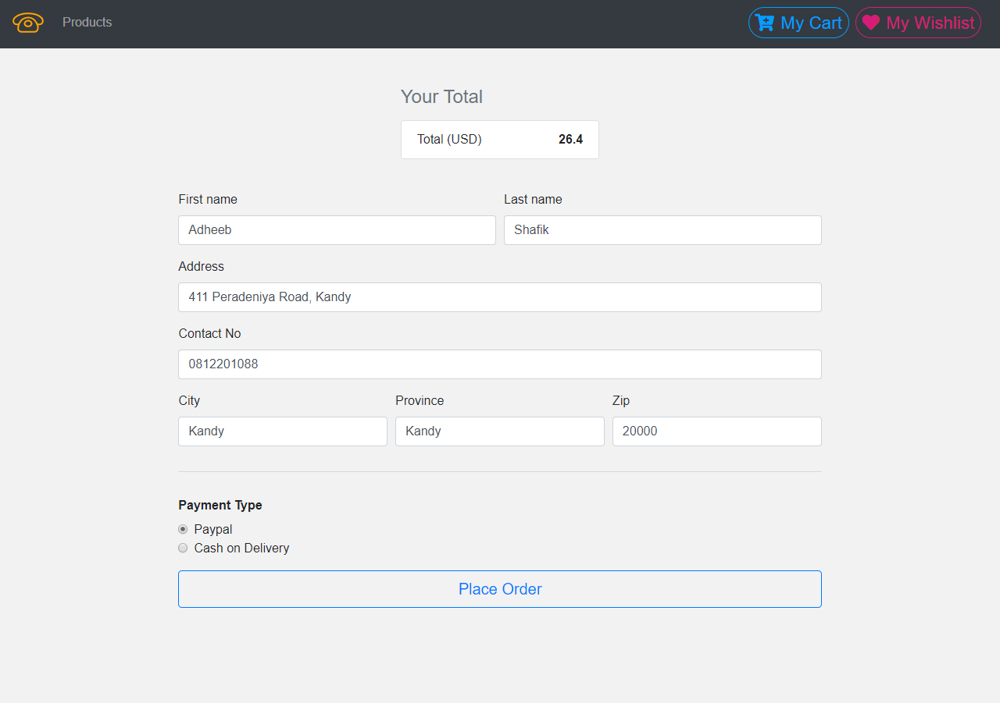 Products My Cart My Wishlist
Your Total
Total (USD) 26.4
First name Last name
Adheeb Shafik
Address
411 Peradeniya Road, Kandy
Contact No
0812201088
City Province Zip
Kandy Kandy 20000
Payment Type
Paypal
Cash on Delivery
Place Order